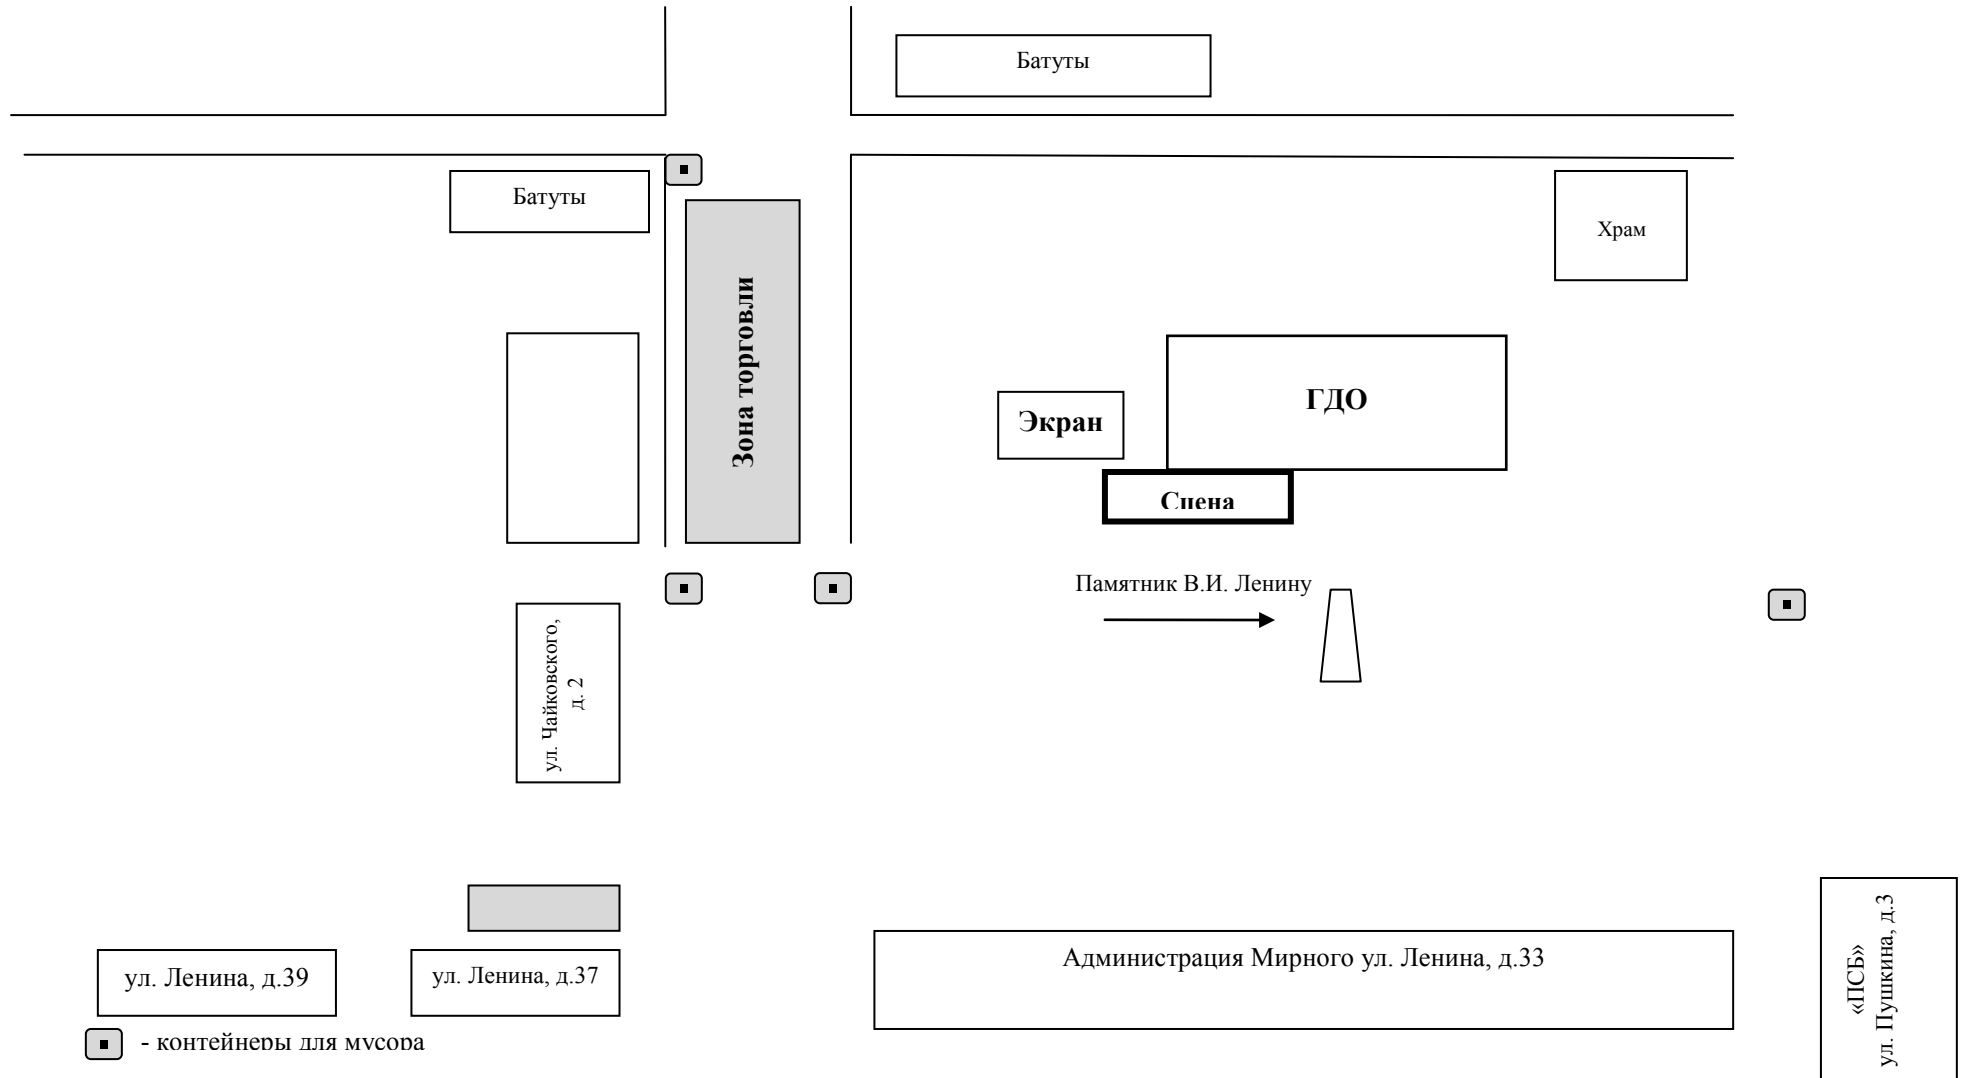 Батуты
Батуты
Храм
Зона торговли
ГДО
Экран
Сцена
Памятник В.И. Ленину
ул. Чайковского,
д. 2
ул. Ленина, д.39
ул. Ленина, д.37
Администрация Мирного ул. Ленина, д.33
«ПСБ»
ул. Пушкина, д.3
- контейнеры для мусора